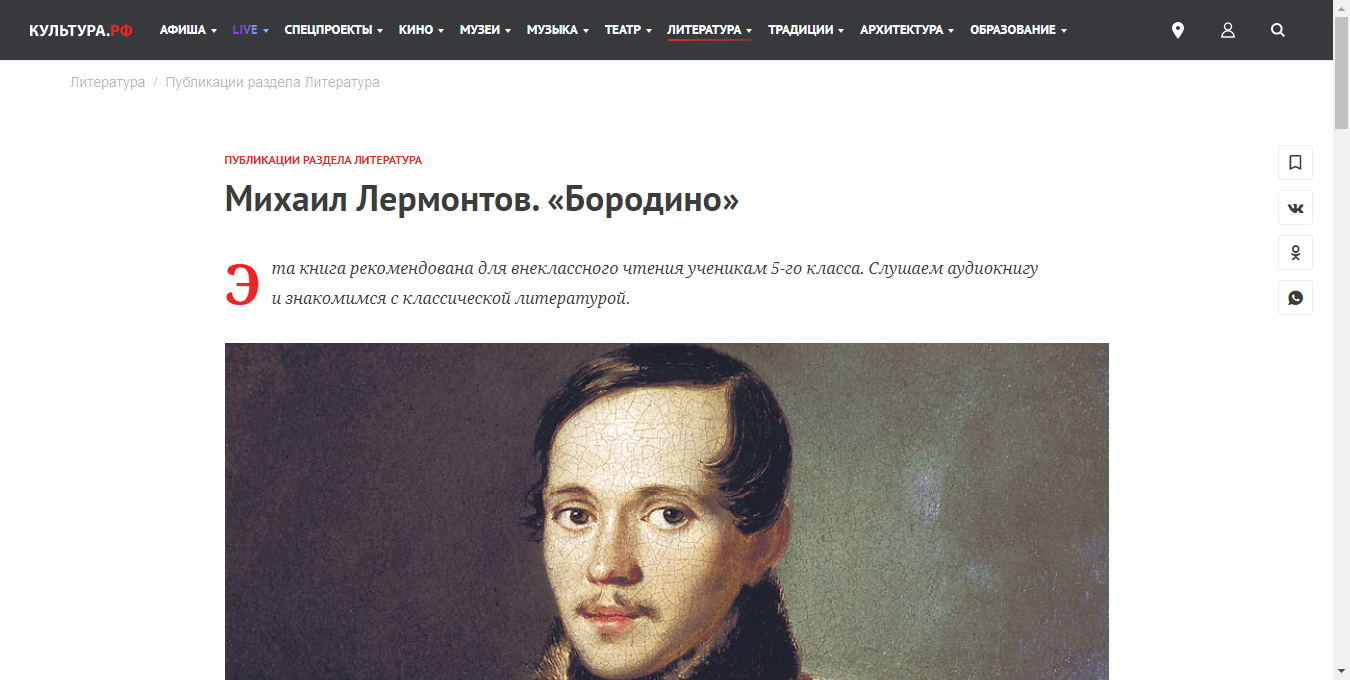 КУЛЬТУРА.РФ АФИША LIVE СПЕЦПРОЕКТЫ КИНО МУЗЕИ МУЗЫКА ТЕАТР ЛИТЕРАТУРА ТРАДИЦИИ АРХИТЕКТУРА ОБРАЗОВАНИЕ
Литература / Публикации раздела Литература
ПУБЛИКАЦИИ РАЗДЕЛА ЛИТЕРАТУРА
Михаил Лермонтов. «Бородино»
Эта книга рекомендована для внеклассного чтения ученикам 5-го класса. Слушаем аудиокнигу
и знакомимся с классической литературой.